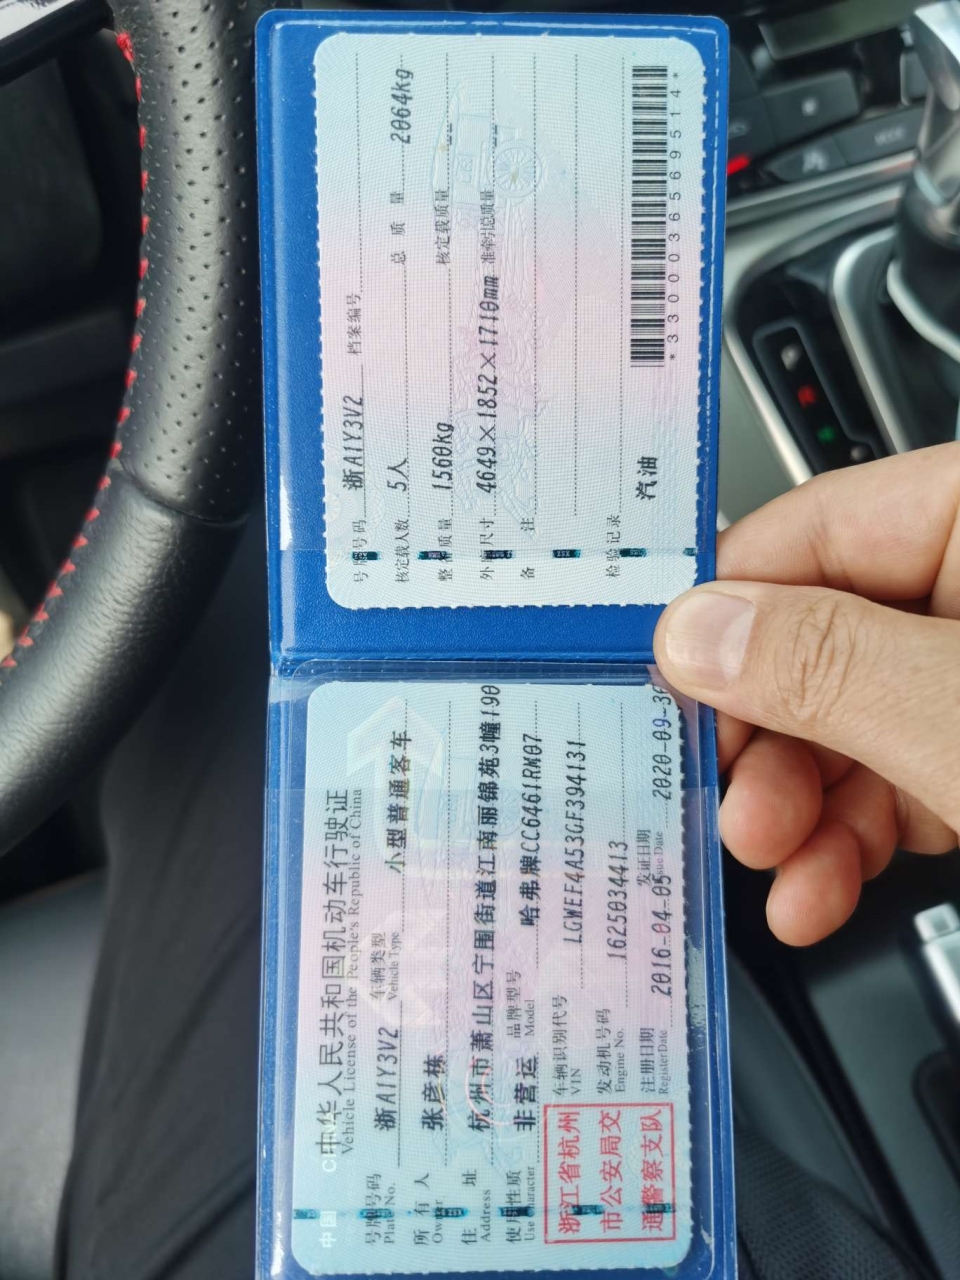 中华人民共和国机动车行驶证
Vehicle License of the People's Republic of China
号牌号码 浙A1Y3V2 车辆类型 小型普通客车
Plate No. Vehicle Type
所有人 张彦栋
Owner
住址 杭州市萧山区宁围街道江南丽锦苑3幢190
Address
使用性质 非营运 品牌型号 哈弗牌CC6461RM07
Use Character Model
浙江省杭州市公安局交通警察支队
车辆识别代号 LGWEF4A53GF394131
VIN
发动机号码 1625034413
Engine No.
注册日期 2016-04-05 发证日期 2020-09-30
Register Date Issue Date
号牌号码 浙A1Y3V2 档案编号
核定载人数 5人 总质量 2064kg
整备质量 1560kg 核定载质量
外廓尺寸 4649×1852×1710mm 准牵引总质量
备注
检验记录 汽油
*3300036569514*